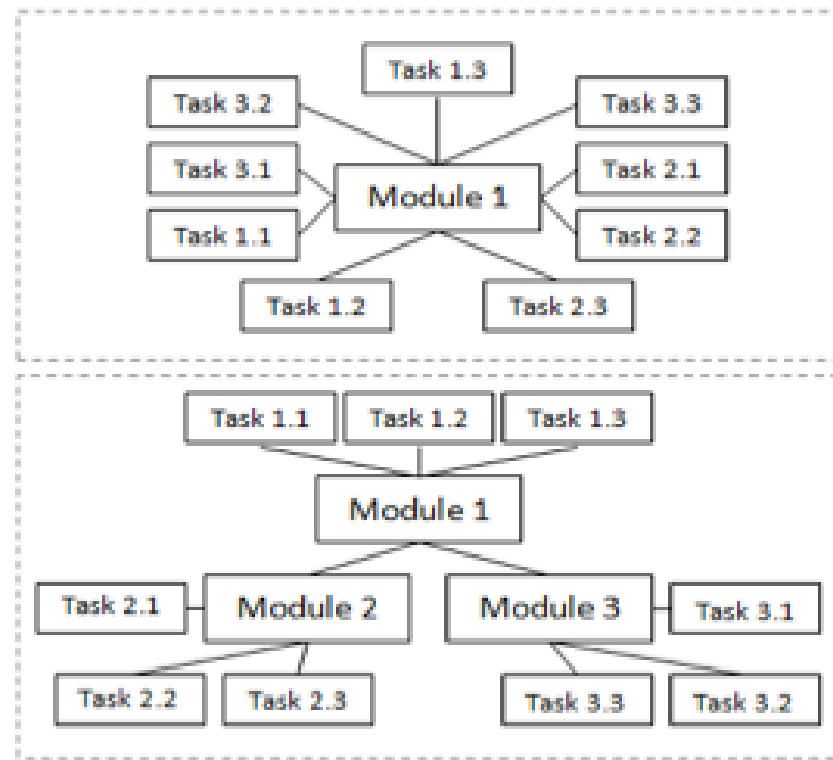 Task 1.3
Task 3.2
Task 3.3
Task 3.1
Task 2.1
Module 1
Task 1.1
Task 2.2
Task 1.2
Task 2.3
Task 1.1
Task 1.2
Task 1.3
Module 1
Task 2.1
Module 2
Module 3
Task 3.1
Task 2.2
Task 2.3
Task 3.3
Task 3.2